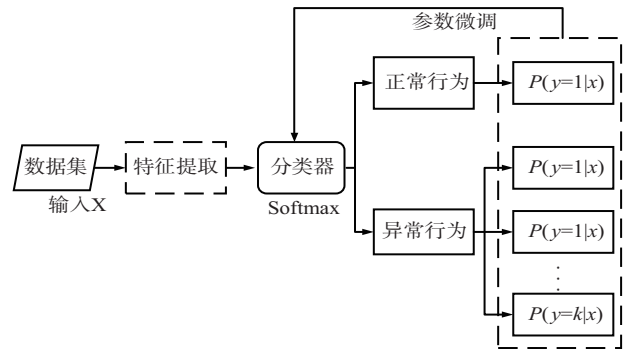 参数微调
正常行为
P(y=1|x)
数据集
输入X
特征提取
分类器
Softmax
异常行为
P(y=1|x)
P(y=1|x)
⋮
P(y=k|x)